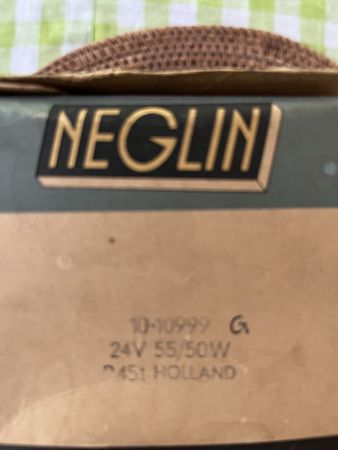 NEGLIN
10-10999 G
24V 55/50W
P45t HOLLAND